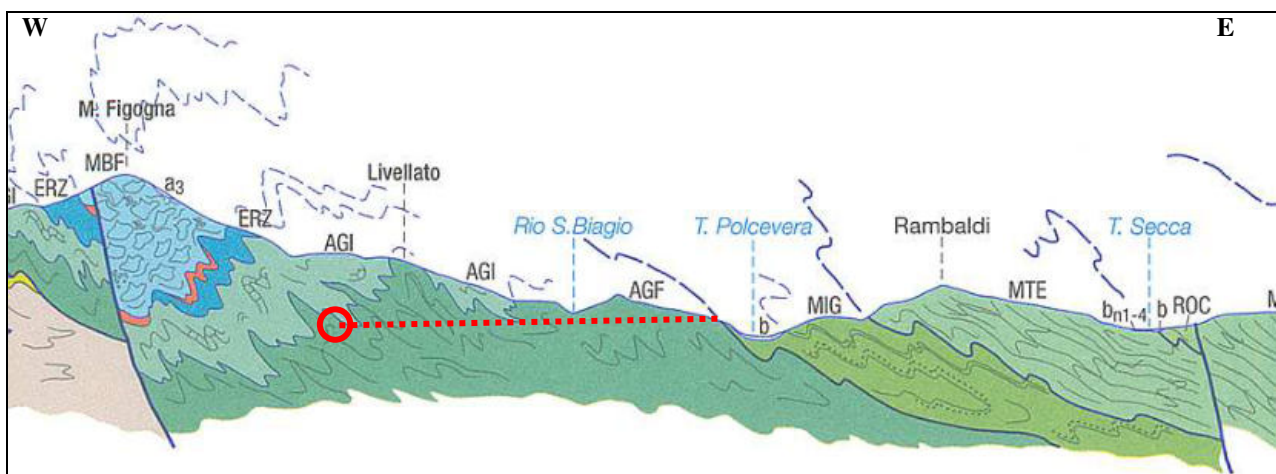 W
E
M. Figogna
MBF
GI
ERZ
a3
Livellato
ERZ
AGI
Rio S.Biagio
T. Polcevera
Rambaldi
T. Secca
AGI
AGF
b
MIG
MTE
bn1-4
b
ROC
M